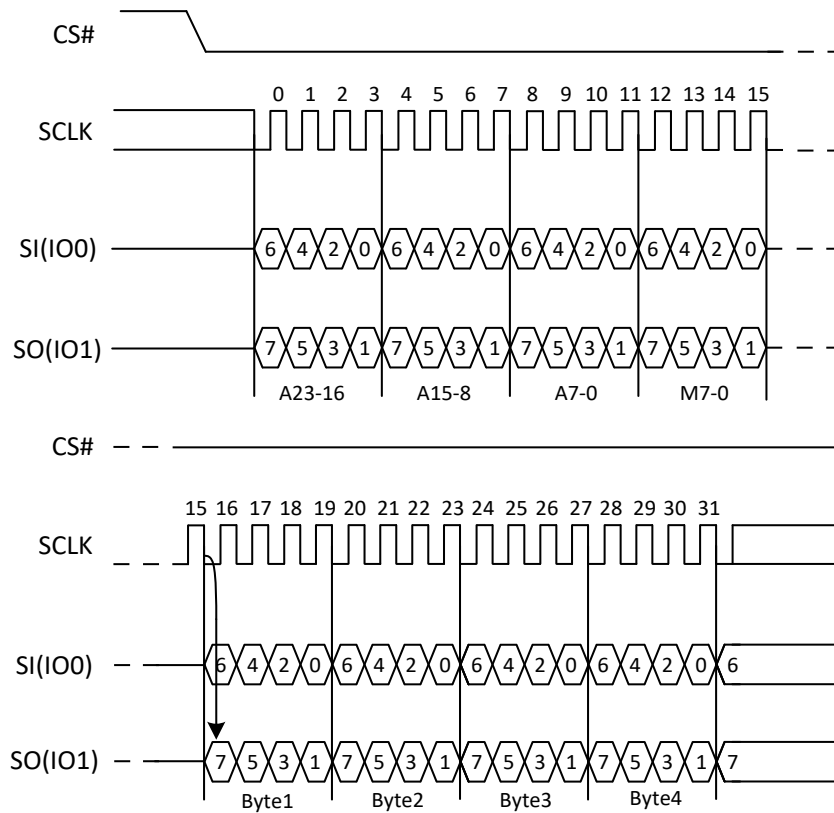 CS#
0 1 2 3 4 5 6 7 8 9 10 11 12 13 14 15
SCLK
SI(IO0) 6 4 2 0 6 4 2 0 6 4 2 0 6 4 2 0
SO(IO1) 7 5 3 1 7 5 3 1 7 5 3 1 7 5 3 1
A23-16 A15-8 A7-0 M7-0
CS#
15 16 17 18 19 20 21 22 23 24 25 26 27 28 29 30 31
SCLK
SI(IO0) 6 4 2 0 6 4 2 0 6 4 2 0 6 4 2 0 6
SO(IO1) 7 5 3 1 7 5 3 1 7 5 3 1 7 5 3 1 7
Byte1 Byte2 Byte3 Byte4